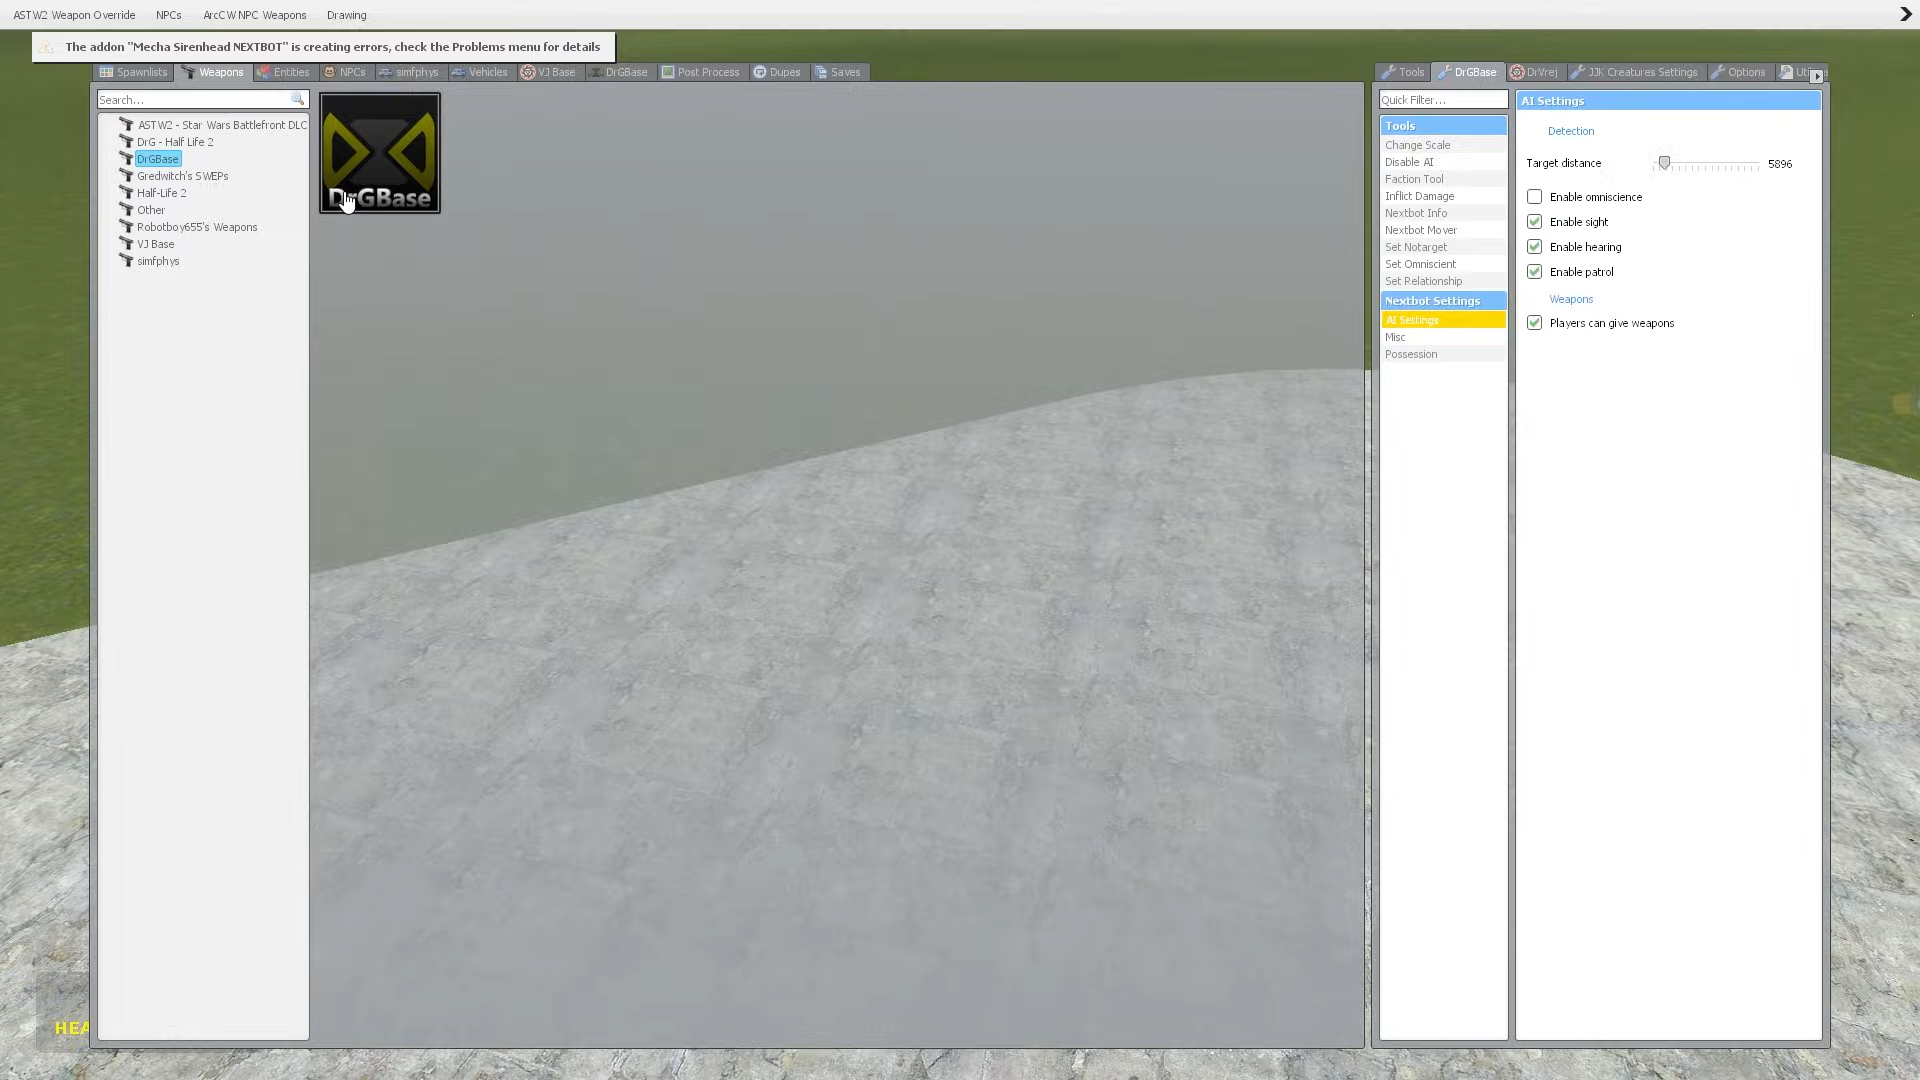 ASTW2 Weapon Override NPCs ArcCW NPC Weapons Drawing
The addon "Mecha Sirenhead NEXTBOT" is creating errors, check the Problems menu for details
Spawnlists Weapons Entities NPCs simfphys Vehicles VJ Base DrGBase Post Process Dupes Saves
Search...
ASTW2 - Star Wars Battlefront DLC
DrG - Half Life 2
DrGBase
Gredwitch's SWEPs
Half-Life 2
Other
Robotboy655's Weapons
VJ Base
simfphys
DrGBase
HEA
Tools DrGBase DrVrej JJK Creatures Settings Options
Quick Filter...
Tools
Change Scale
Disable AI
Faction Tool
Inflict Damage
Nextbot Info
Nextbot Mover
Set Notarget
Set Omniscient
Set Relationship
Nextbot Settings
AI Settings
Misc
Possession
AI Settings
Detection
Target distance 5896
Enable omniscience
Enable sight
Enable hearing
Enable patrol
Weapons
Players can give weapons